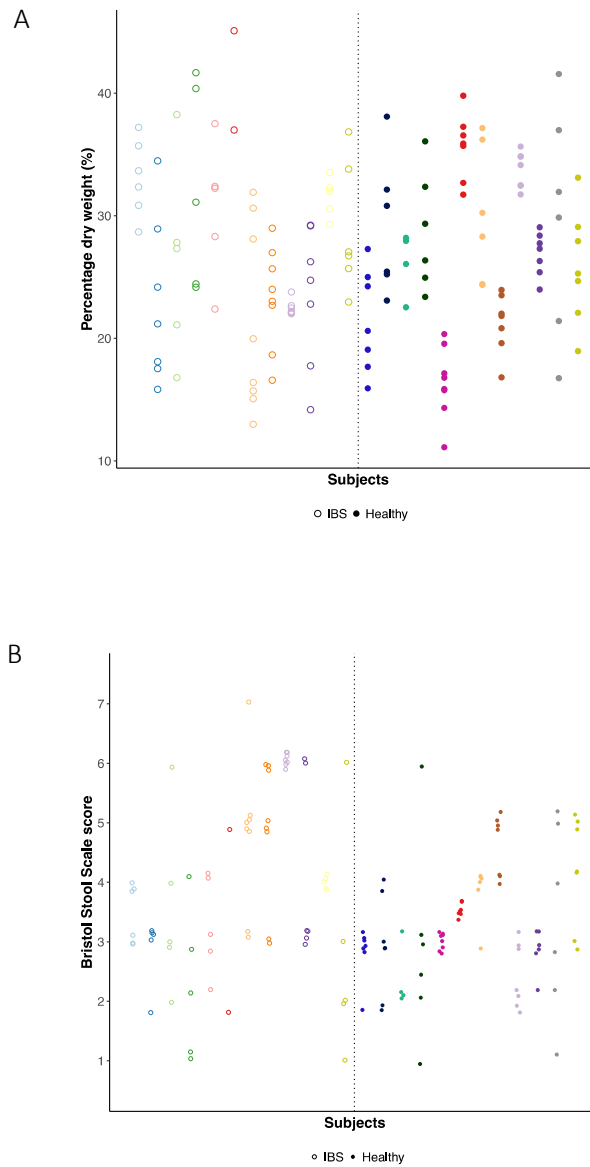 A
Percentage dry weight (%)
40
30
20
10
Subjects
IBS Healthy
B
Bristol Stool Scale score
7
6
5
4
3
2
1
Subjects
IBS Healthy